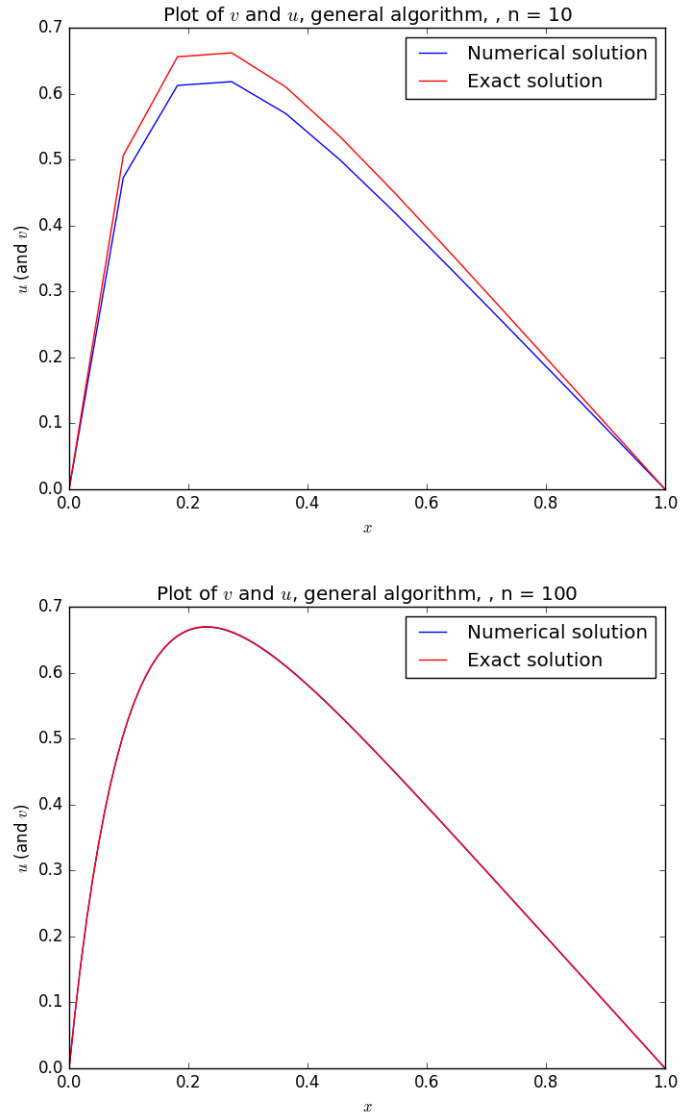 Plot of v and u, general algorithm, , n = 10
0.7
0.6
0.5
0.4
0.3
0.2
0.1
0.0
u (and v)
Numerical solution
Exact solution
0.0 0.2 0.4 0.6 0.8 1.0
x
Plot of v and u, general algorithm, , n = 100
0.7
0.6
0.5
0.4
0.3
0.2
0.1
0.0
u (and v)
Numerical solution
Exact solution
0.0 0.2 0.4 0.6 0.8 1.0
x